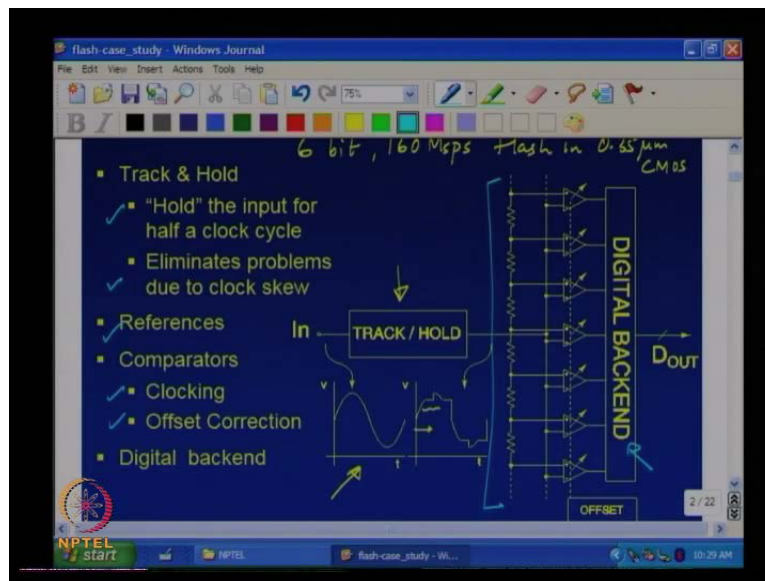 flash-case_study - Windows Journal
File Edit View Insert Actions Tools Help
75%
B I
6 bit, 160 Msps Flash in 0.35μm
CMOS
▪ Track & Hold
▪ "Hold" the input for
half a clock cycle
▪ Eliminates problems
due to clock skew
▪ References
▪ Comparators
▪ Clocking
▪ Offset Correction
▪ Digital backend
In
TRACK / HOLD
V
t
V
t
DIGITAL BACKEND
DOUT
OFFSET
2 / 22
NPTEL
start
NPTEL
flash-case_study - Wi...
10:29 AM